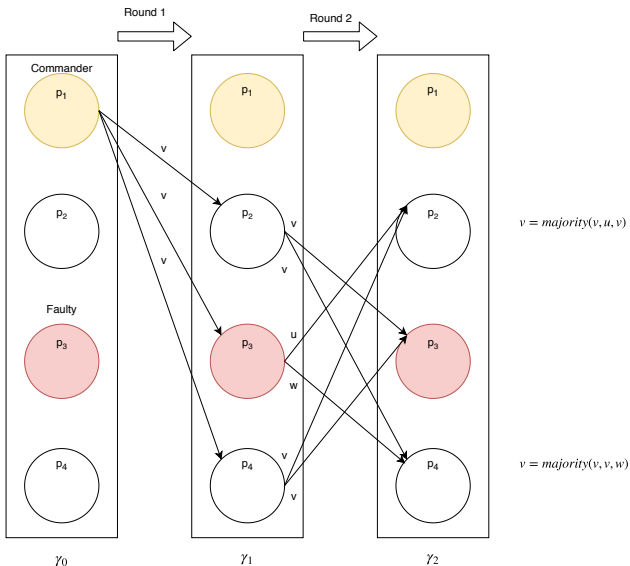 Round 1
Round 2
Commander
p1
p1
p1
v
v
p2
p2
p2
v
v = majority(v, u, v)
v
v
Faulty
p3
u
p3
p3
w
p4
v
p4
p4
v = majority(v, v, w)
v
γ0
γ1
γ2